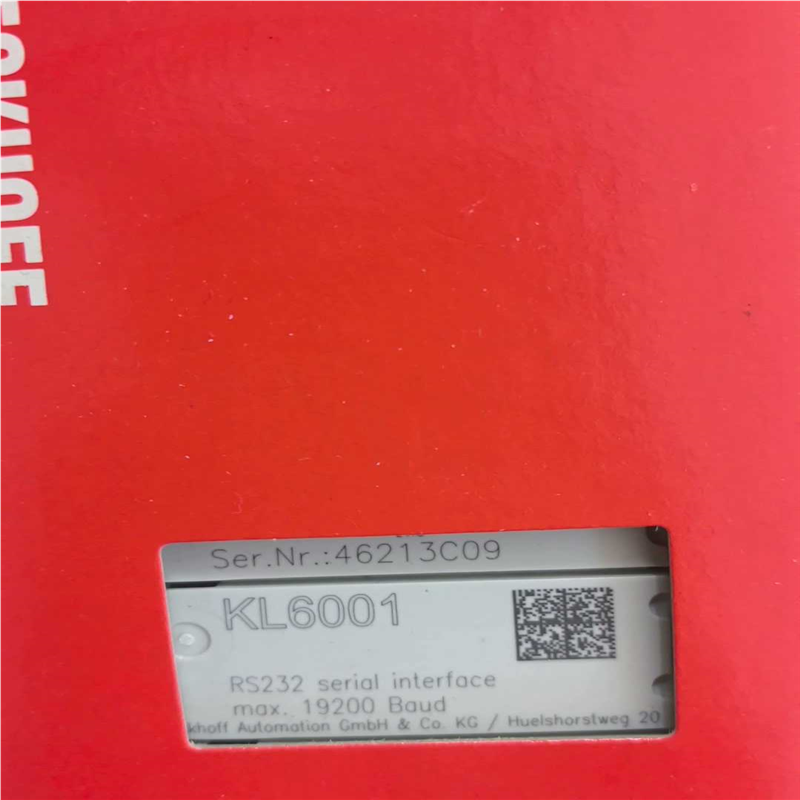 Ser.Nr.:46213C09
KL6001
RS232 serial interface
max. 19200 Baud
khoff Automation GmbH & Co. KG / Huelshorstweg 20